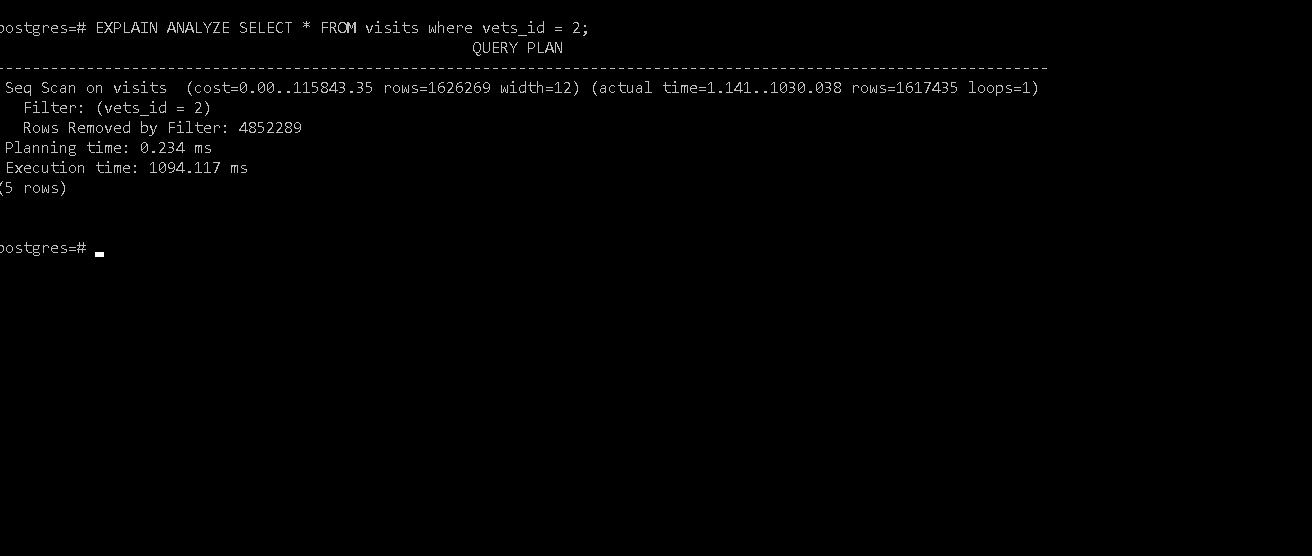 postgres=# EXPLAIN ANALYZE SELECT * FROM visits where vets_id = 2;
QUERY PLAN
--------------------------------------------------------------------------------------------------------------------
Seq Scan on visits  (cost=0.00..115843.35 rows=1626269 width=12) (actual time=1.141..1030.038 rows=1617435 loops=1)
Filter: (vets_id = 2)
Rows Removed by Filter: 4852289
Planning time: 0.234 ms
Execution time: 1094.117 ms
(5 rows)
postgres=#